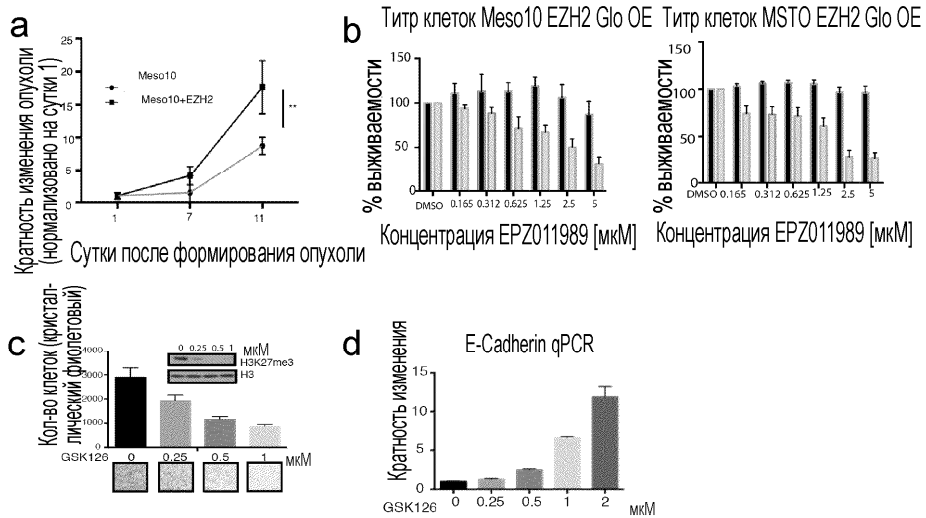 a
Кратность изменения опухоли
(нормализовано на сутки 1)
25
20
15
10
5
0
Meso10
Meso10+EZH2
**
1 7 11
Сутки после формирования опухоли
b
Титр клеток Meso10 EZH2 Glo OE
% выживаемости
150
100
50
0
DMSO 0.165 0.312 0.625 1.25 2.5 5
Концентрация EPZ011989 [мкМ]
Титр клеток MSTO EZH2 Glo OE
% выживаемости
150
100
50
0
DMSO 0.165 0.312 0.625 1.25 2.5 5
Концентрация EPZ011989 [мкМ]
c
Кол-во клеток (кристал-
лический фиолетовый)
4000
3000
2000
1000
0
0 0.25 0.5 1 мкМ
H3K27me3
H3
GSK126 0 0.25 0.5 1 мкМ
d
E-Cadherin qPCR
Кратность изменения
15
10
5
0
GSK126 0 0.25 0.5 1 2 мкМ